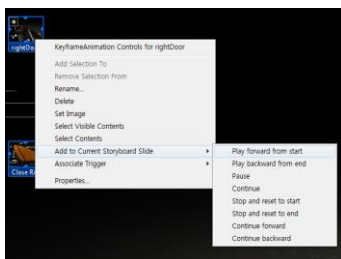 rightDo
KeyframeAnimation Controls for rightDoor
Add Selection To
Remove Selection From
Rename...
Delete
Set Image
Select Visible Contents
Select Contents
Add to Current Storyboard Slide
Associate Trigger
Properties...
Close R
Play forward from start
Play backward from end
Pause
Continue
Stop and reset to start
Stop and reset to end
Continue forward
Continue backward